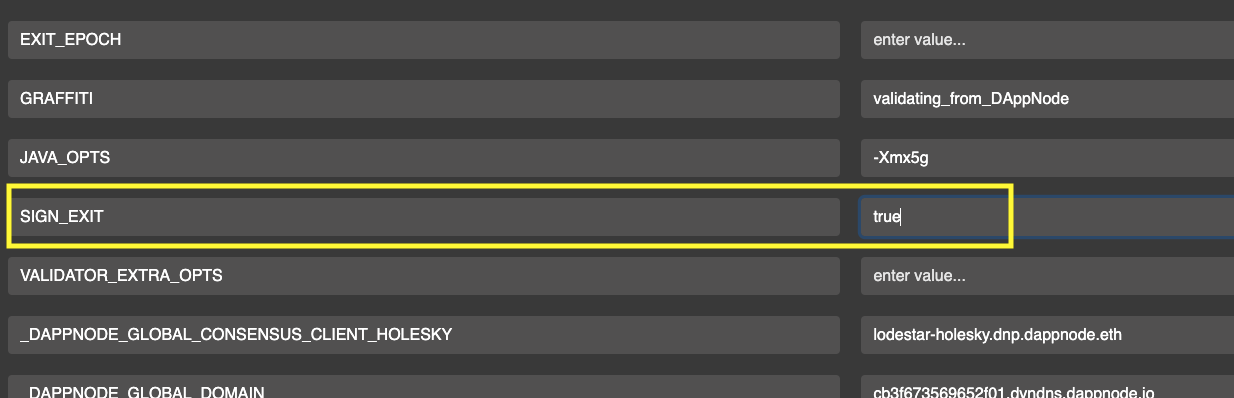 EXIT_EPOCH enter value...
GRAFFITI validating_from_DAppNode
JAVA_OPTS -Xmx5g
SIGN_EXIT true
VALIDATOR_EXTRA_OPTS enter value...
_DAPPNODE_GLOBAL_CONSENSUS_CLIENT_HOLESKY lodestar-holesky.dnp.dappnode.eth
_DAPPNODE_GLOBAL_DOMAIN cb3f673569652f01.dyndns.dappnode.io